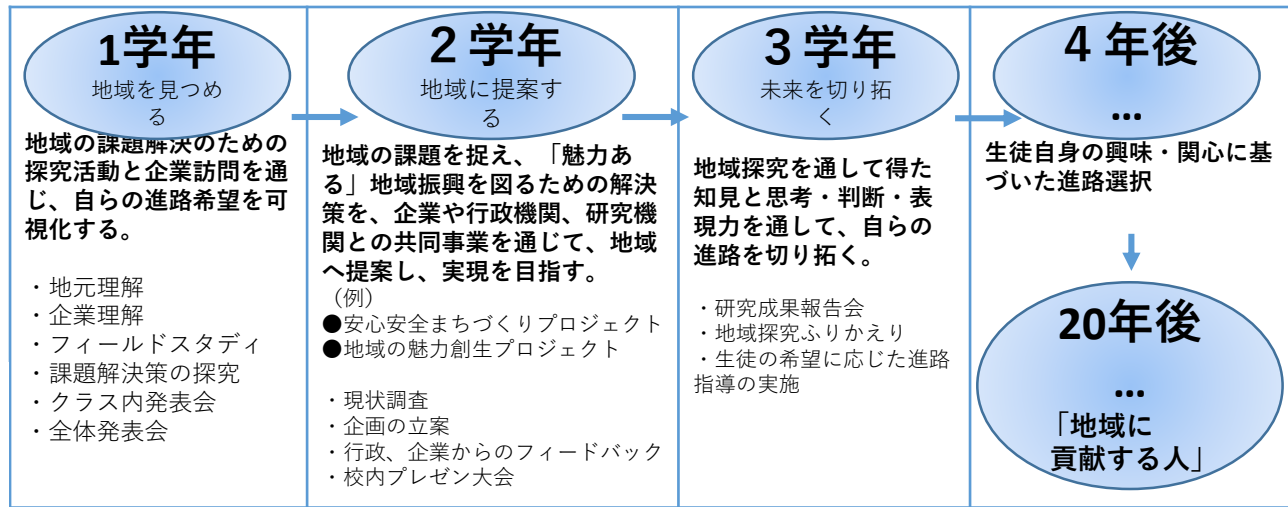 1学年
地域を見つめ
る
地域の課題解決のための
探究活動と企業訪問を通
じ、自らの進路希望を可
視化する。
・地元理解
・企業理解
・フィールドスタディ
・課題解決策の探究
・クラス内発表会
・全体発表会
２学年
地域に提案す
る
地域の課題を捉え、「魅力あ
る」地域振興を図るための解決
策を、企業や行政機関、研究機
関との共同事業を通じて、地域
へ提案し、実現を目指す。
（例）
●安心安全まちづくりプロジェクト
●地域の魅力創生プロジェクト
・現状調査
・企画の立案
・行政、企業からのフィードバック
・校内プレゼン大会
３学年
未来を切り拓
く
地域探究を通して得た
知見と思考・判断・表
現力を通して、自らの
進路を切り拓く。
・研究成果報告会
・地域探究ふりかえり
・生徒の希望に応じた進路
指導の実施
４年後
…
生徒自身の興味・関心に基
づいた進路選択
20年後
…
「地域に
貢献する人」